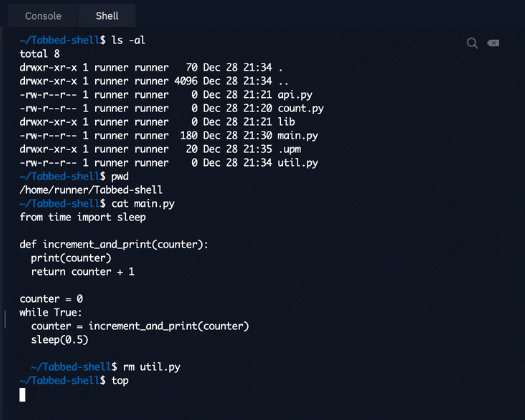 Console Shell
~/Tabbed-shell$ ls -al
total 8
drwxr-xr-x 1 runner runner   70 Dec 28 21:34 .
drwxr-xr-x 1 runner runner 4096 Dec 28 21:34 ..
-rw-r--r-- 1 runner runner    0 Dec 28 21:21 api.py
-rw-r--r-- 1 runner runner    0 Dec 28 21:20 count.py
drwxr-xr-x 1 runner runner    0 Dec 28 21:21 lib
-rw-r--r-- 1 runner runner  180 Dec 28 21:30 main.py
drwxr-xr-x 1 runner runner   20 Dec 28 21:35 .upm
-rw-r--r-- 1 runner runner    0 Dec 28 21:34 util.py
~/Tabbed-shell$ pwd
/home/runner/Tabbed-shell
~/Tabbed-shell$ cat main.py
from time import sleep

def increment_and_print(counter):
  print(counter)
  return counter + 1

counter = 0
while True:
  counter = increment_and_print(counter)
  sleep(0.5)

  ~/Tabbed-shell$ rm util.py
~/Tabbed-shell$ top